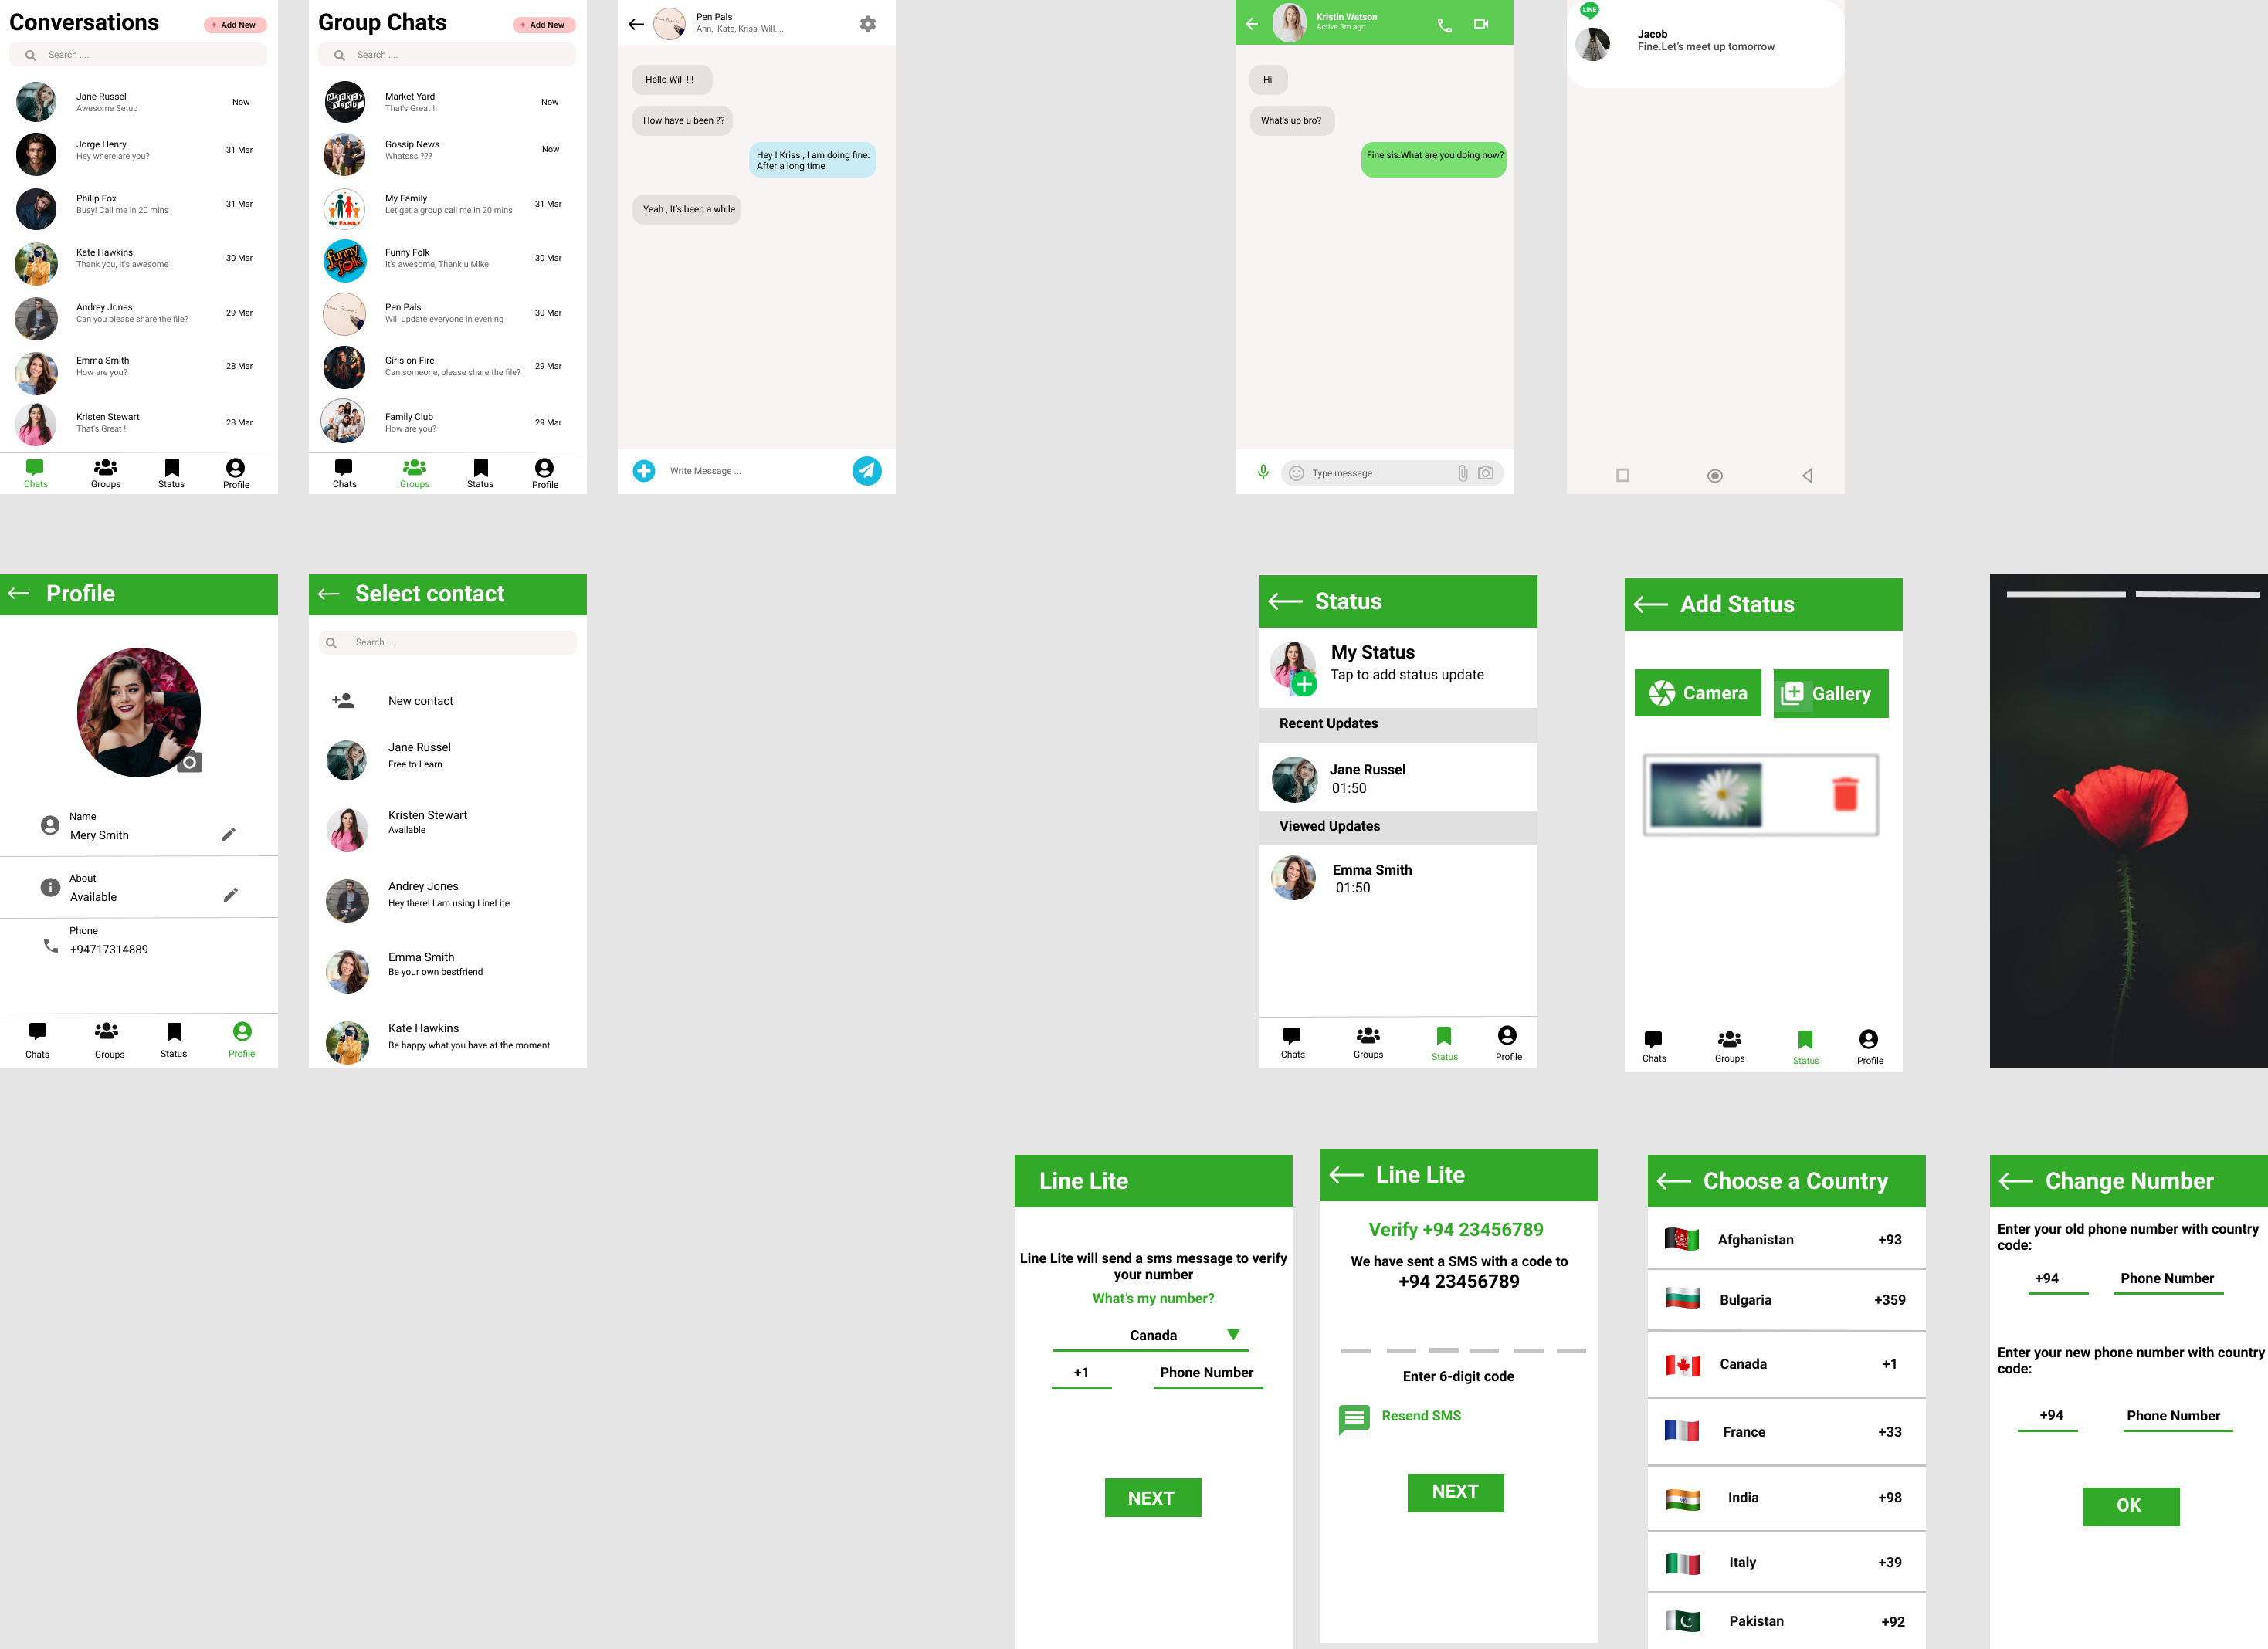 Conversations
+ Add New
Search ....
Jane Russel
Awesome Setup
Now
Jorge Henry
Hey where are you?
31 Mar
Philip Fox
Busy! Call me in 20 mins
31 Mar
Kate Hawkins
Thank you, It's awesome
30 Mar
Andrey Jones
Can you please share the file?
29 Mar
Emma Smith
How are you?
28 Mar
Kristen Stewart
That's Great !
28 Mar
Chats
Groups
Status
Profile
Group Chats
+ Add New
Search ....
MARKET
YARD
Market Yard
That's Great !!
Now
Gossip News
Whatsss ???
Now
MY FAMILY
My Family
Let get a group call me in 20 mins
31 Mar
funny
folk
Funny Folk
It's awesome, Thank u Mike
30 Mar
Pen Pals
Will update everyone in evening
30 Mar
Girls on Fire
Can someone, please share the file?
29 Mar
Family Club
How are you?
29 Mar
Chats
Groups
Status
Profile
Pen Pals
Ann, Kate, Kriss, Will....
Hello Will !!!
How have u been ??
Hey ! Kriss , I am doing fine.
After a long time
Yeah , It's been a while
Write Message ...
Kristin Watson
Active 3m ago
Hi
What's up bro?
Fine sis.What are you doing now?
Type message
LINE
Jacob
Fine.Let's meet up tomorrow
Profile
Name
Mery Smith
About
Available
Phone
+94717314889
Chats
Groups
Status
Profile
Select contact
Search ....
New contact
Jane Russel
Free to Learn
Kristen Stewart
Available
Andrey Jones
Hey there! I am using LineLite
Emma Smith
Be your own bestfriend
Kate Hawkins
Be happy what you have at the moment
Status
My Status
Tap to add status update
Recent Updates
Jane Russel
01:50
Viewed Updates
Emma Smith
01:50
Chats
Groups
Status
Profile
Add Status
Camera
Gallery
Chats
Groups
Status
Profile
Line Lite
Line Lite will send a sms message to verify
your number
What's my number?
Canada
+1
Phone Number
NEXT
Line Lite
Verify +94 23456789
We have sent a SMS with a code to
+94 23456789
Enter 6-digit code
Resend SMS
NEXT
Choose a Country
Afghanistan
+93
Bulgaria
+359
Canada
+1
France
+33
India
+98
Italy
+39
Pakistan
+92
Change Number
Enter your old phone number with country
code:
+94
Phone Number
Enter your new phone number with country
code:
+94
Phone Number
OK